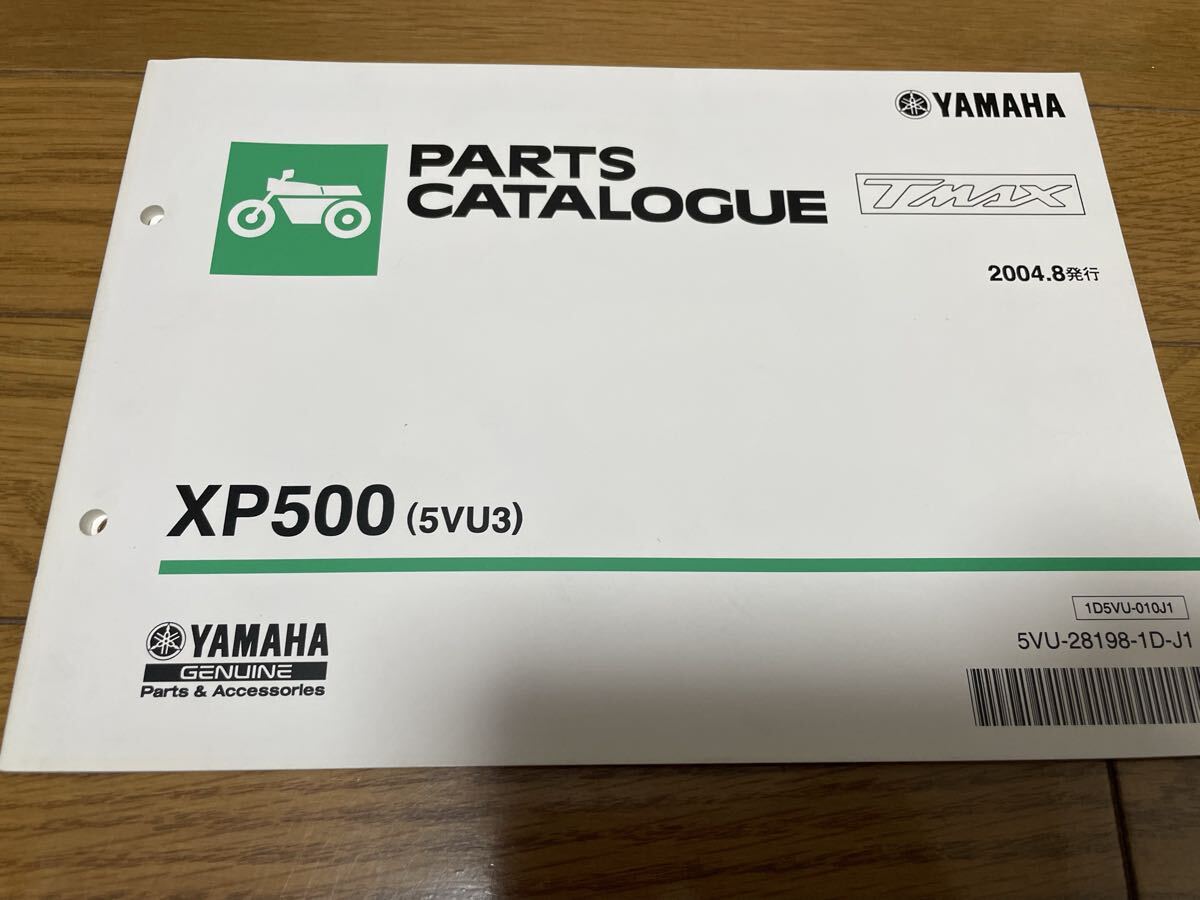 YAMAHA
PARTS
CATALOGUE
TMAX
2004.8発行
XP500 (5VU3)
1D5VU-010J1
5VU-28198-1D-J1
YAMAHA
GENUINE
Parts & Accessories